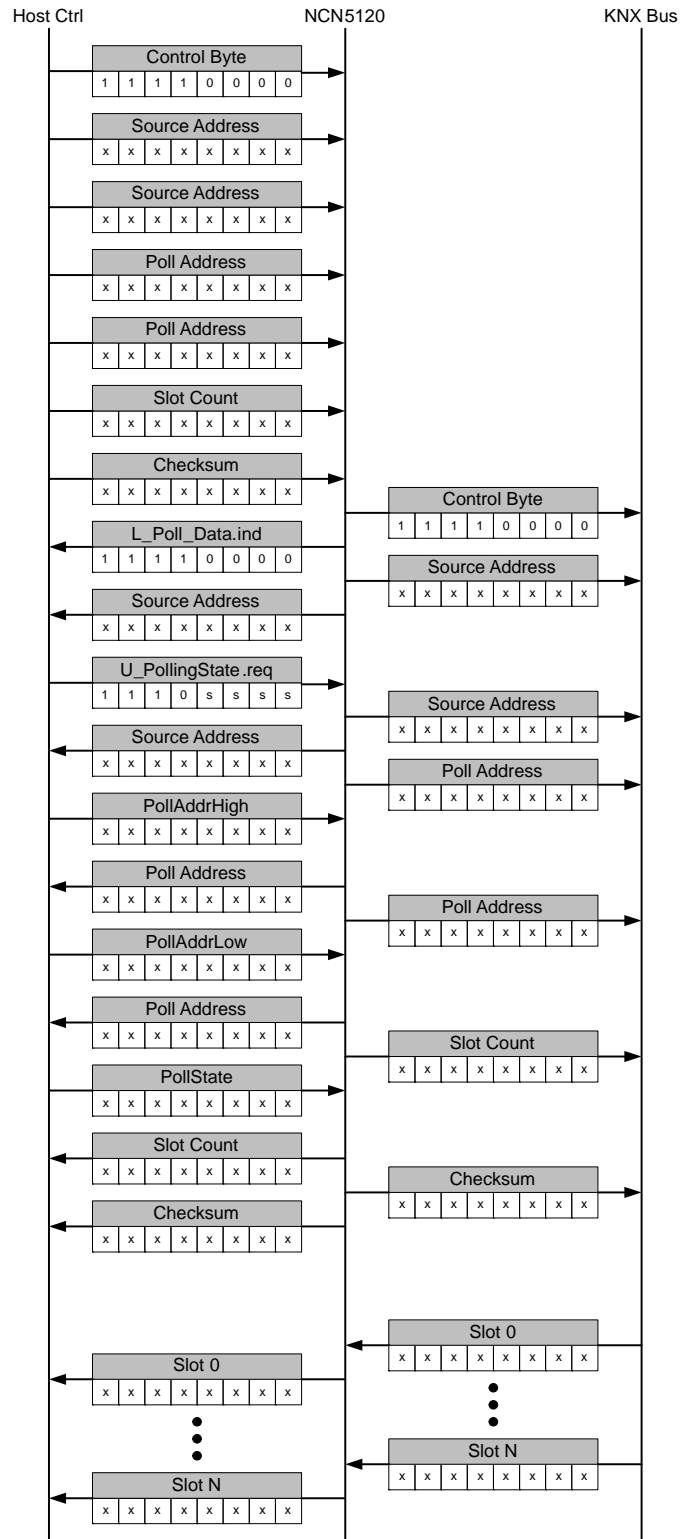 Host Ctrl NCN5120 KNX Bus
Control Byte
1 1 1 1 0 0 0 0
Source Address
x x x x x x x x
Source Address
x x x x x x x x
Poll Address
x x x x x x x x
Poll Address
x x x x x x x x
Slot Count
x x x x x x x x
Checksum
x x x x x x x x
Control Byte
1 1 1 1 0 0 0 0
L_Poll_Data.ind
1 1 1 1 0 0 0 0
Source Address
x x x x x x x x
Source Address
x x x x x x x x
U_PollingState.req
1 1 1 0 s s s s
Source Address
x x x x x x x x
Source Address
x x x x x x x x
Poll Address
x x x x x x x x
PollAddrHigh
x x x x x x x x
Poll Address
x x x x x x x x
Poll Address
x x x x x x x x
PollAddrLow
x x x x x x x x
Poll Address
x x x x x x x x
Slot Count
x x x x x x x x
PollState
x x x x x x x x
Slot Count
x x x x x x x x
Checksum
x x x x x x x x
Checksum
x x x x x x x x
Slot 0
x x x x x x x x
Slot 0
x x x x x x x x
Slot N
x x x x x x x x
Slot N
x x x x x x x x